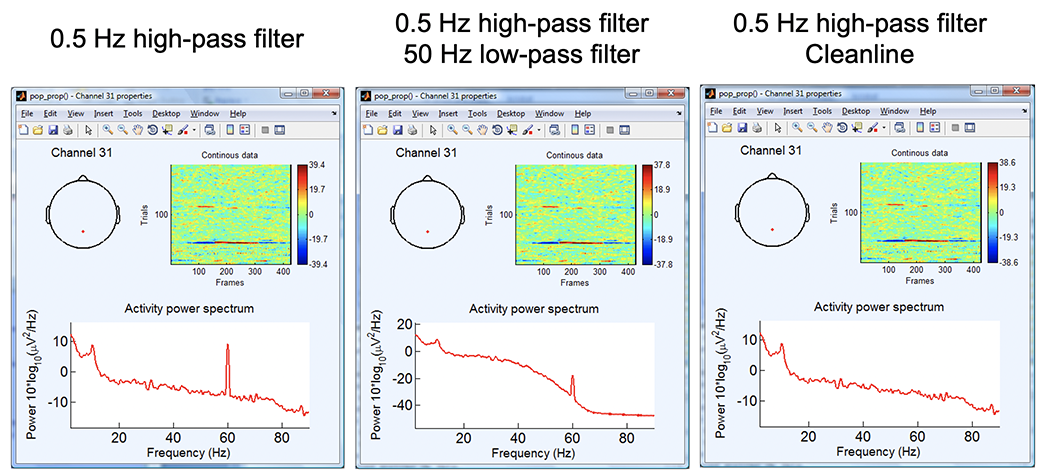 0.5 Hz high-pass filter
0.5 Hz high-pass filter
50 Hz low-pass filter
0.5 Hz high-pass filter
Cleanline
pop_prop() - Channel 31 properties
File Edit View Insert Tools Desktop Window Help
Channel 31
Continous data
Trials
100
39.4
19.7
0
-19.7
-39.4
100 200 300 400
Frames
Activity power spectrum
Power 10*log10(μV2/Hz)
10
0
-10
20 40 60 80
Frequency (Hz)
pop_prop() - Channel 31 properties
File Edit View Insert Tools Desktop Window Help
Channel 31
Continous data
Trials
100
37.8
18.9
0
-18.9
-37.8
100 200 300 400
Frames
Activity power spectrum
Power 10*log10(μV2/Hz)
20
0
-20
-40
20 40 60 80
Frequency (Hz)
pop_prop() - Channel 31 properties
File Edit View Insert Tools Desktop Window Help
Channel 31
Continous data
Trials
100
38.6
19.3
0
-19.3
-38.6
100 200 300 400
Frames
Activity power spectrum
Power 10*log10(μV2/Hz)
10
0
-10
20 40 60 80
Frequency (Hz)